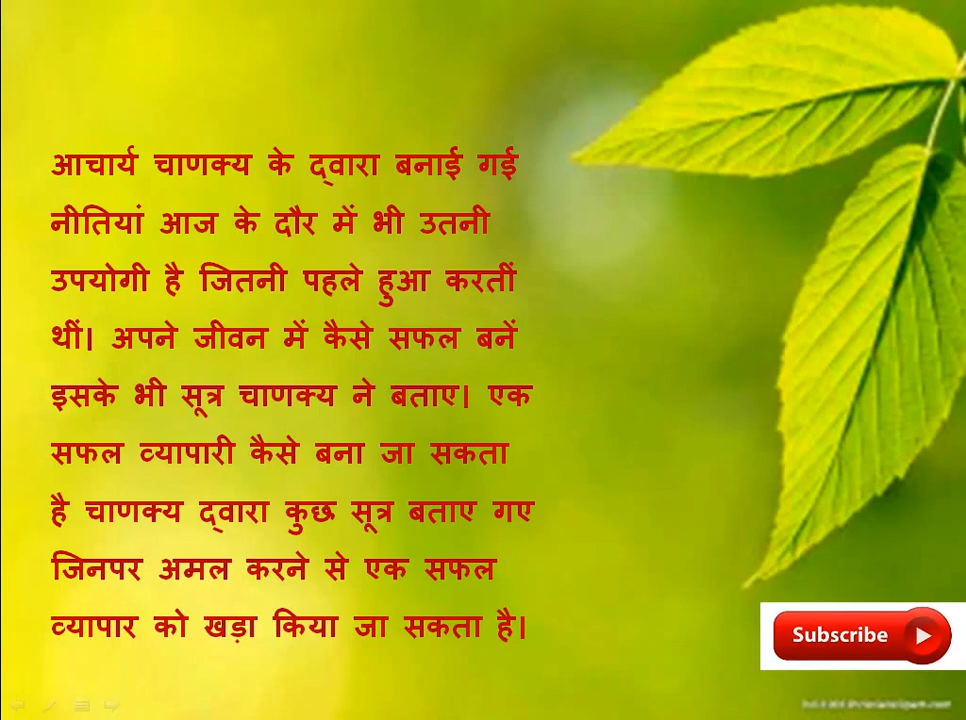 आचार्य चाणक्य के द्वारा बनाई गई
नीतियां आज के दौर में भी उतनी
उपयोगी है जितनी पहले हुआ करतीं
थीं। अपने जीवन में कैसे सफल बनें
इसके भी सूत्र चाणक्य ने बताए। एक
सफल व्यापारी कैसे बना जा सकता
है चाणक्य द्वारा कुछ सूत्र बताए गए
जिनपर अमल करने से एक सफल
व्यापार को खड़ा किया जा सकता है।
Subscribe